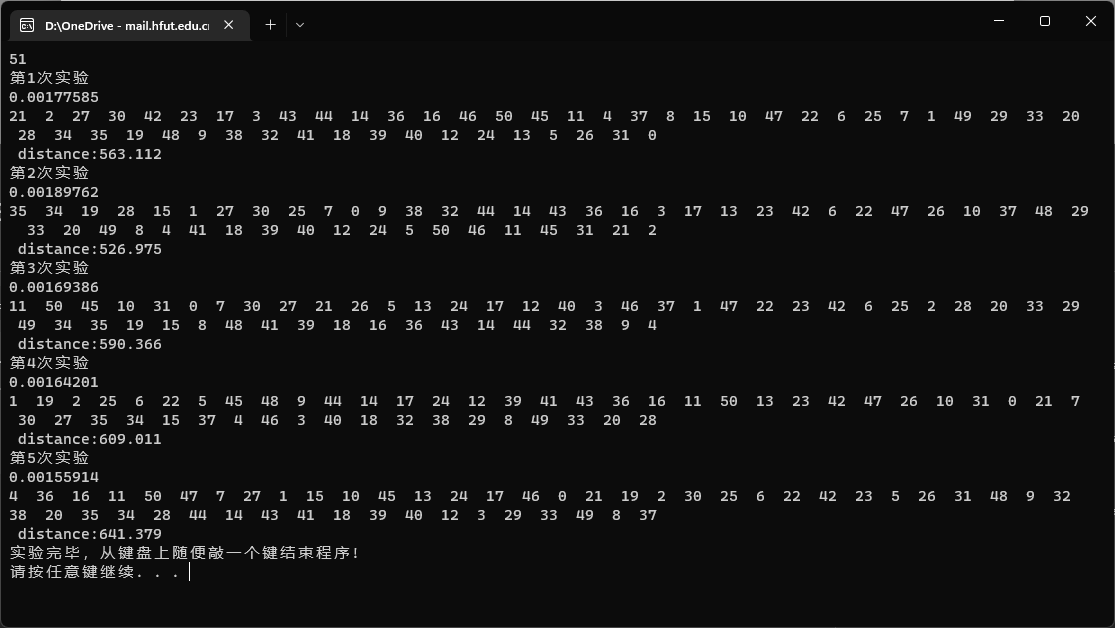 D:\OneDrive - mail.hfut.edu.c
51
第1次实验
0.00177585
21 2 27 30 42 23 17 3 43 44 14 36 16 46 50 45 11 4 37 8 15 10 47 22 6 25 7 1 49 29 33 20
28 34 35 19 48 9 38 32 41 18 39 40 12 24 13 5 26 31 0
distance:563.112
第2次实验
0.00189762
35 34 19 28 15 1 27 30 25 7 0 9 38 32 44 14 43 36 16 3 17 13 23 42 6 22 47 26 10 37 48 29
33 20 49 8 4 41 18 39 40 12 24 5 50 46 11 45 31 21 2
distance:526.975
第3次实验
0.00169386
11 50 45 10 31 0 7 30 27 21 26 5 13 24 17 12 40 3 46 37 1 47 22 23 42 6 25 2 28 20 33 29
49 34 35 19 15 8 48 41 39 18 16 36 43 14 44 32 38 9 4
distance:590.366
第4次实验
0.00164201
1 19 2 25 6 22 5 45 48 9 44 14 17 24 12 39 41 43 36 16 11 50 13 23 42 47 26 10 31 0 21 7
30 27 35 34 15 37 4 46 3 40 18 32 38 29 8 49 33 20 28
distance:609.011
第5次实验
0.00155914
4 36 16 11 50 47 7 27 1 15 10 45 13 24 17 46 0 21 19 2 30 25 6 22 42 23 5 26 31 48 9 32
38 20 35 34 28 44 14 43 41 18 39 40 12 3 29 33 49 8 37
distance:641.379
实验完毕，从键盘上随便敲一个键结束程序!
请按任意键继续. . .